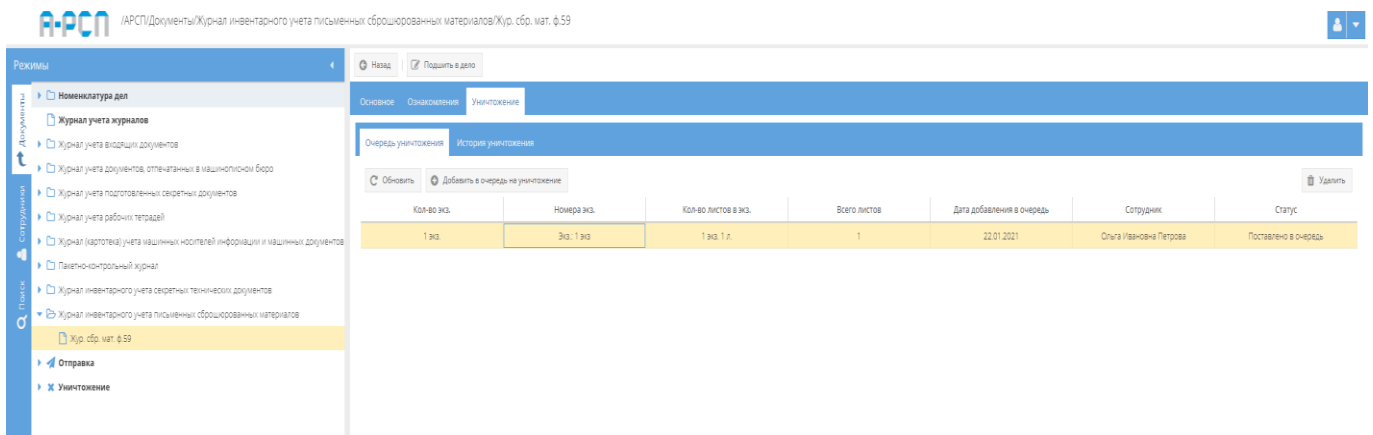 А-РСП
/АРСП/Документы/Журнал инвентарного учета письменных сброшюрованных материалов/Жур. сбр. мат. ф.59
Режимы
Документы
Сотрудники
Поиск
Номенклатура дел
Журнал учета журналов
Журнал учета входящих документов
Журнал учета документов, отпечатанных в машинописном бюро
Журнал учета подготовленных секретных документов
Журнал учета рабочих тетрадей
Журнал (картотека) учета машинных носителей информации и машинных документов
Пакетно-контрольный журнал
Журнал инвентарного учета секретных технических документов
Журнал инвентарного учета письменных сброшюрованных материалов
Жур. сбр. мат. ф.59
Отправка
Уничтожение
Назад Подшить в дело
Основное Ознакомления Уничтожение
Очередь уничтожения История уничтожения
Обновить Добавить в очередь на уничтожение Удалить
Кол-во экз. Номера экз. Кол-во листов в экз. Всего листов Дата добавления в очередь Сотрудник Статус
1 экз. Экз.: 1 экз 1 экз. 1 л. 1 22.01.2021 Ольга Ивановна Петрова Поставлено в очередь